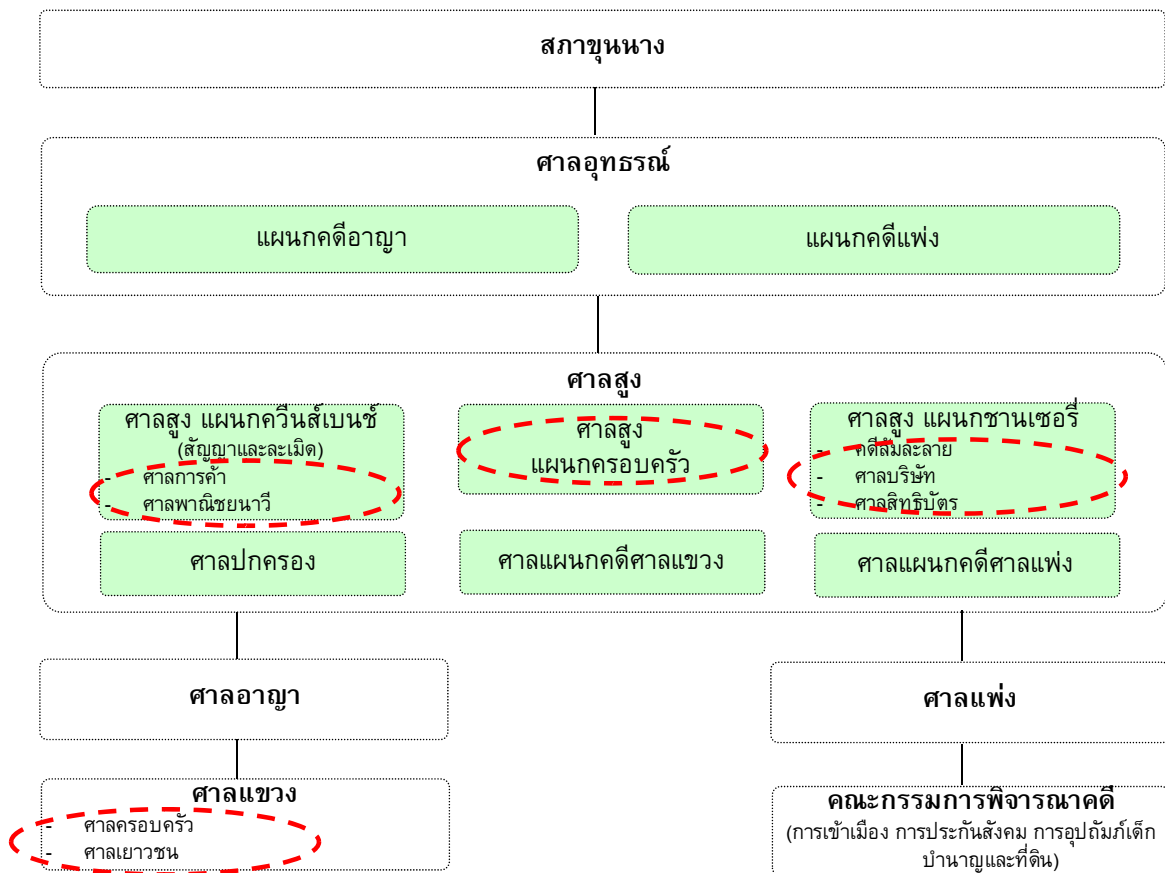 สภาขุนนาง
ศาลอุทธรณ์
แผนกคดีอาญา
แผนกคดีแพ่ง
ศาลสูง
ศาลสูง แผนกควีนส์เบนช์
(สัญญาและละเมิด)
- ศาลการค้า
- ศาลพาณิชยนาวี
ศาลสูง
แผนกครอบครัว
ศาลสูง แผนกชานเซอรี่
- คดีล้มละลาย
- ศาลบริษัท
- ศาลสิทธิบัตร
ศาลปกครอง
ศาลแผนกคดีศาลแขวง
ศาลแผนกคดีศาลแพ่ง
ศาลอาญา
ศาลแพ่ง
ศาลแขวง
- ศาลครอบครัว
- ศาลเยาวชน
คณะกรรมการพิจารณาคดี
(การเข้าเมือง การประกันสังคม การอุปถัมภ์เด็ก
บำนาญและที่ดิน)